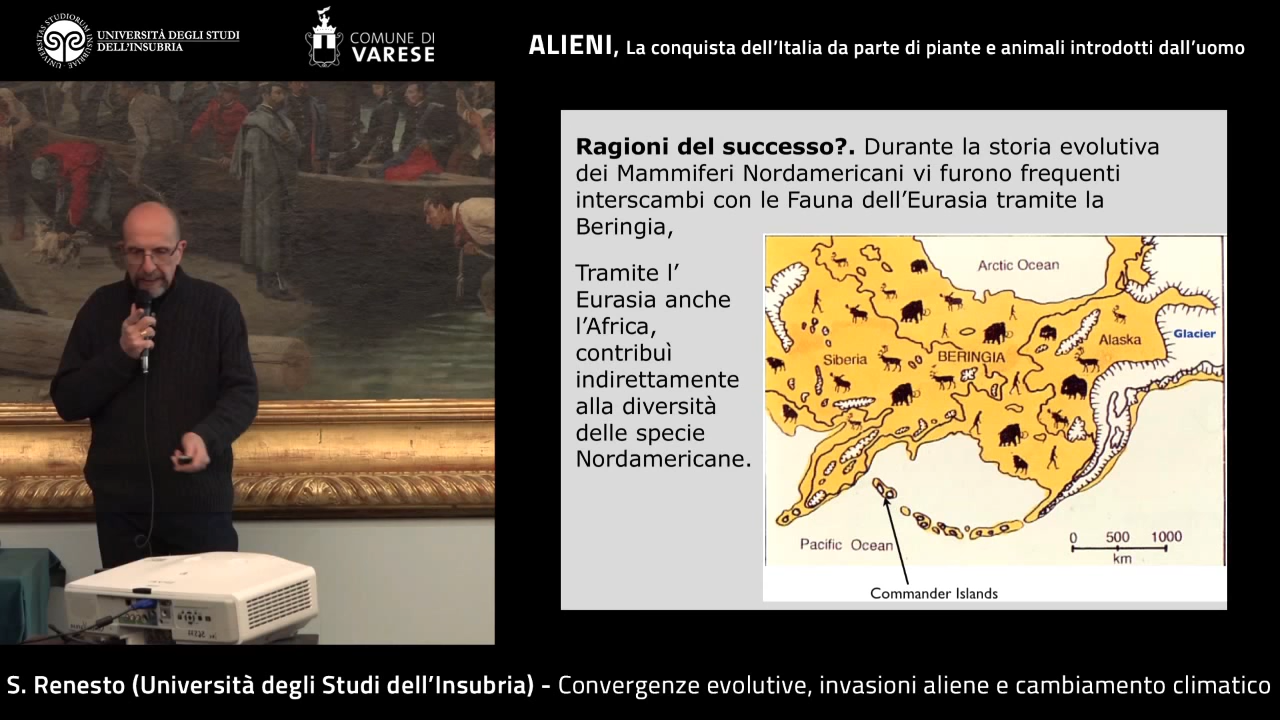 UNIVERSITÀ DEGLI STUDI
DELL'INSUBRIA
COMUNE DI
VARESE
ALIENI, La conquista dell'Italia da parte di piante e animali introdotti dall'uomo
Ragioni del successo?. Durante la storia evolutiva
dei Mammiferi Nordamericani vi furono frequenti
interscambi con le Fauna dell'Eurasia tramite la
Beringia,
Tramite l'
Eurasia anche
l'Africa,
contribuì
indirettamente
alla diversità
delle specie
Nordamericane.
Arctic Ocean
Glacier
Alaska
Siberia
BERINGIA
Pacific Ocean
0 500 1000
km
Commander Islands
S. Renesto (Università degli Studi dell'Insubria) - Convergenze evolutive, invasioni aliene e cambiamento climatico